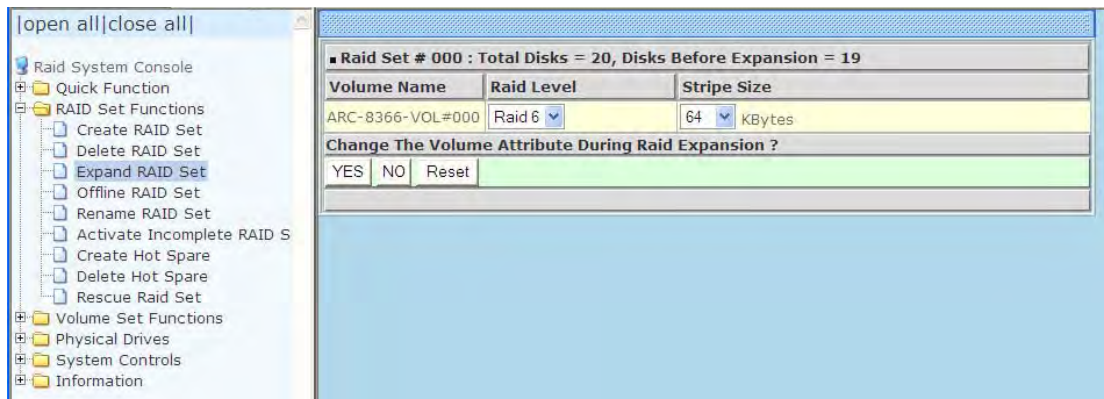 |open all|close all|
Raid System Console
Quick Function
RAID Set Functions
Create RAID Set
Delete RAID Set
Expand RAID Set
Offline RAID Set
Rename RAID Set
Activate Incomplete RAID S
Create Hot Spare
Delete Hot Spare
Rescue Raid Set
Volume Set Functions
Physical Drives
System Controls
Information
Raid Set # 000 : Total Disks = 20, Disks Before Expansion = 19
Volume Name Raid Level Stripe Size
ARC-8366-VOL#000 Raid 6 64 KBytes
Change The Volume Attribute During Raid Expansion ?
YES NO Reset